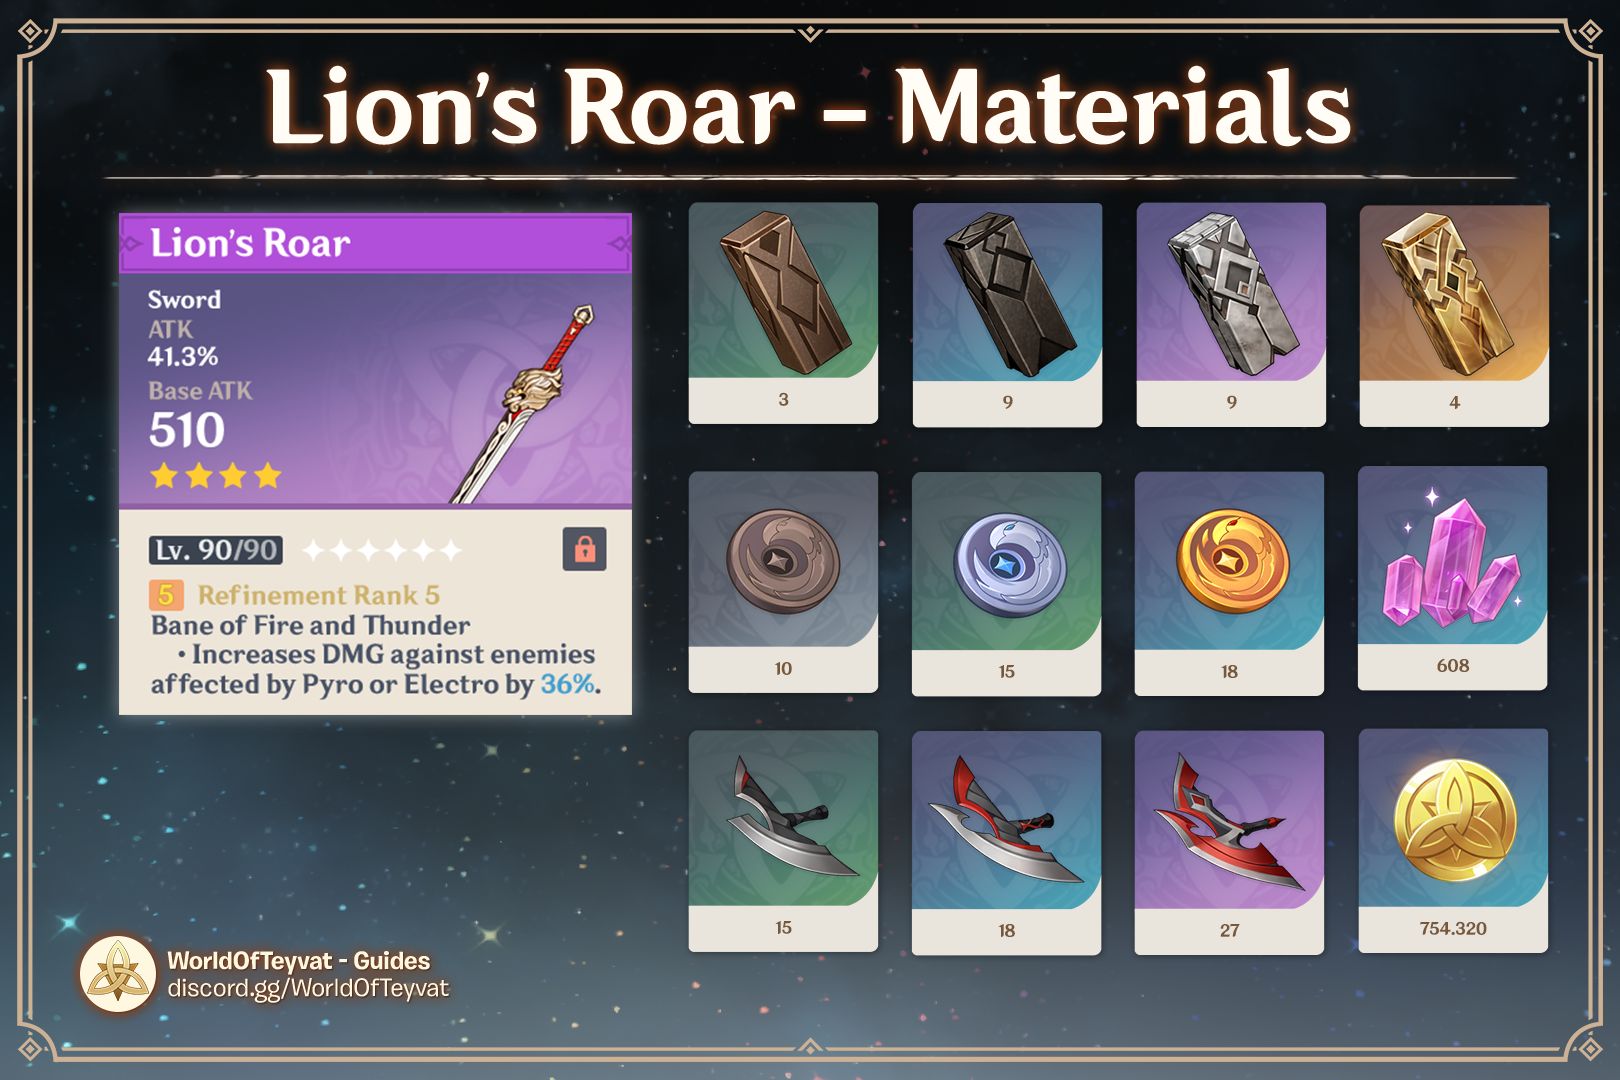 Lion's Roar – Materials
Lion's Roar
Sword
ATK
41.3%
Base ATK
510
Lv. 90/90
5 Refinement Rank 5
Bane of Fire and Thunder
• Increases DMG against enemies
affected by Pyro or Electro by 36%.
3
9
9
4
10
15
18
608
15
18
27
754.320
WorldOfTeyvat - Guides
discord.gg/WorldOfTeyvat